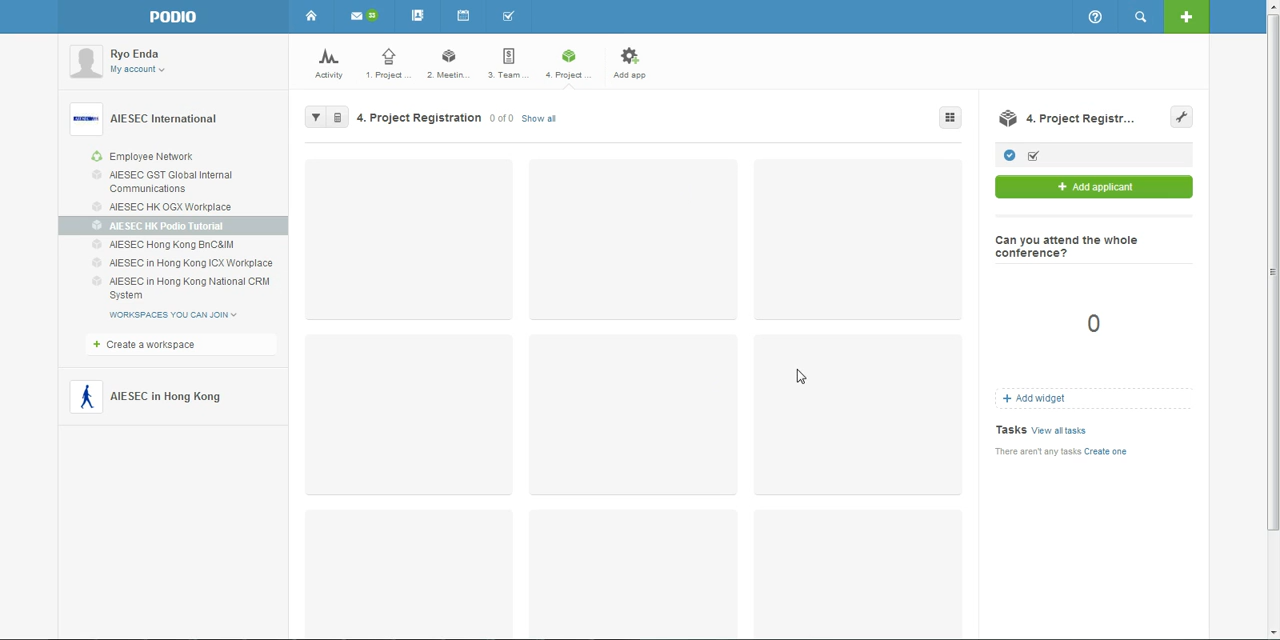 PODIO
33
Ryo Enda
My account
Activity
1. Project ...
2. Meetin...
3. Team ...
4. Project ...
Add app
AIESEC International
Employee Network
AIESEC GST Global Internal
Communications
AIESEC HK OGX Workplace
AIESEC HK Podio Tutorial
AIESEC Hong Kong BnC&IM
AIESEC in Hong Kong ICX Workplace
AIESEC in Hong Kong National CRM
System
WORKSPACES YOU CAN JOIN
+ Create a workspace
AIESEC in Hong Kong
4. Project Registration 0 of 0 Show all
4. Project Registr...
+ Add applicant
Can you attend the whole
conference?
0
+ Add widget
Tasks View all tasks
There aren't any tasks Create one